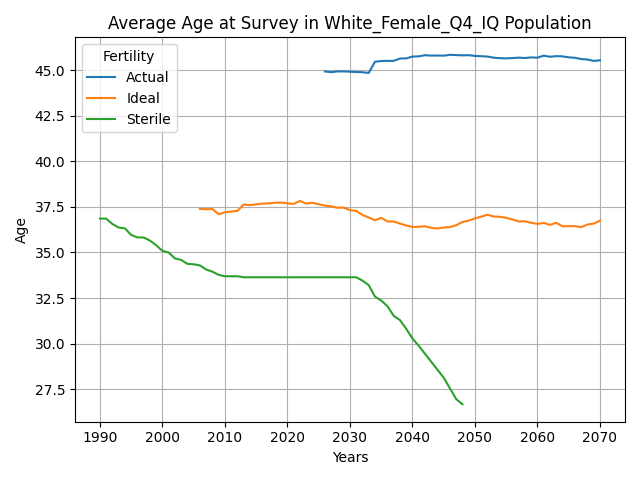 Average Age at Survey in White_Female_Q4_IQ Population
Fertility
Actual
Ideal
Sterile
45.0
42.5
40.0
37.5
35.0
32.5
30.0
27.5
Age
1990 2000 2010 2020 2030 2040 2050 2060 2070
Years